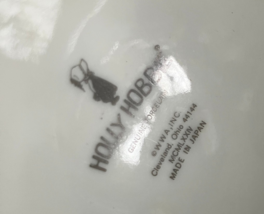 HOLLY HOBBIE®
©WWA, INC.
Cleveland, Ohio 44144
MCMLXXIV
MADE IN JAPAN